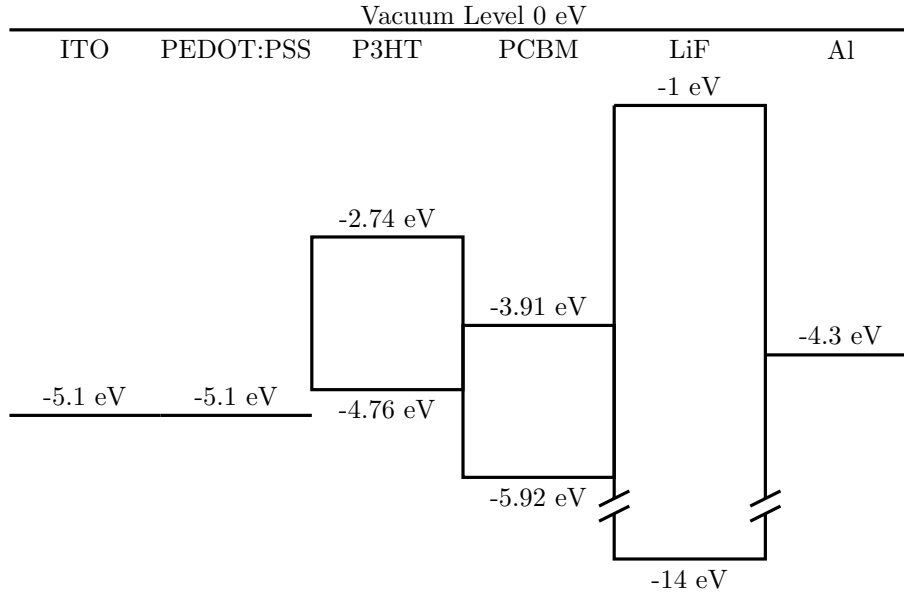 Vacuum Level 0 eV
ITO PEDOT:PSS P3HT PCBM LiF Al
-1 eV
-2.74 eV
-3.91 eV
-4.3 eV
-5.1 eV -5.1 eV -4.76 eV
-5.92 eV
-14 eV